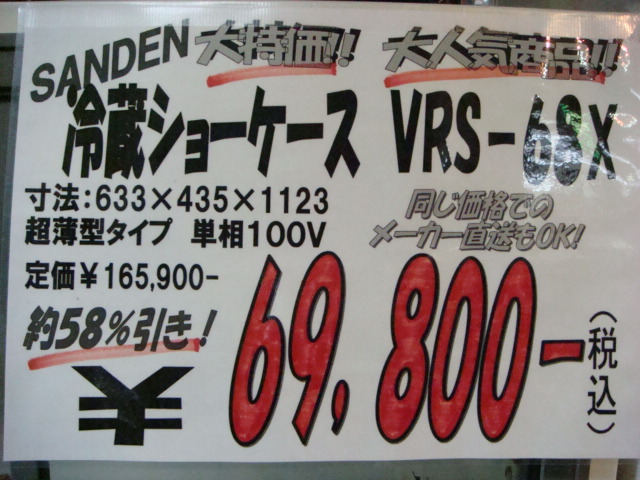 SANDEN 大特価!! 大人気商品!!
冷蔵ショーケース VRS-68X
寸法:633×435×1123
超薄型タイプ 単相100V
同じ価格での
メーカー直送もOK!
定価¥165,900-
約58%引き!
¥69,800-(税込)